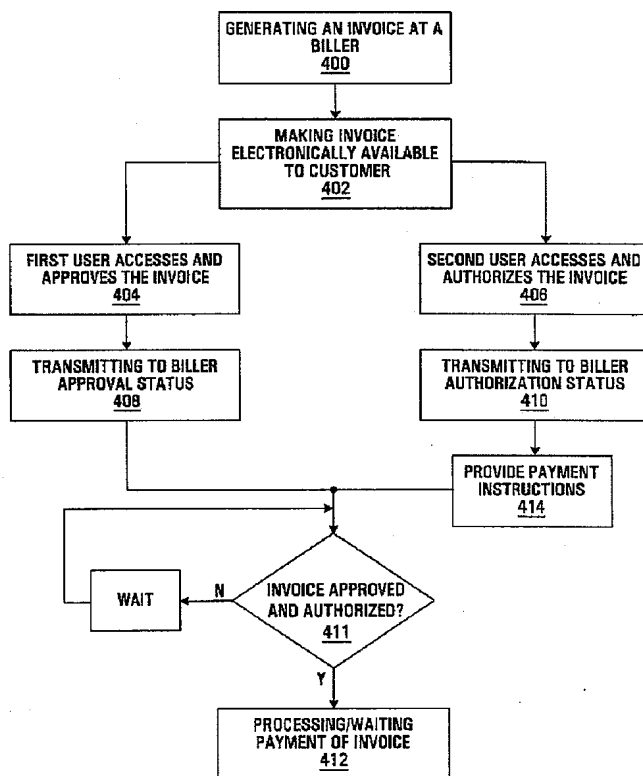 GENERATING AN INVOICE AT A
BILLER
400
MAKING INVOICE
ELECTRONICALLY AVAILABLE
TO CUSTOMER
402
FIRST USER ACCESSES AND
APPROVES THE INVOICE
404
SECOND USER ACCESSES AND
AUTHORIZES THE INVOICE
406
TRANSMITTING TO BILLER
APPROVAL STATUS
408
TRANSMITTING TO BILLER
AUTHORIZATION STATUS
410
PROVIDE PAYMENT
INSTRUCTIONS
414
WAIT
N
INVOICE APPROVED
AND AUTHORIZED?
411
Y
PROCESSING/WAITING
PAYMENT OF INVOICE
412